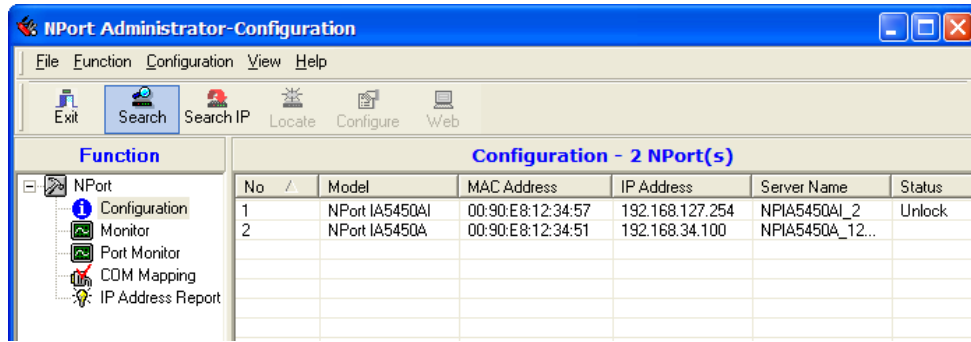 NPort Administrator-Configuration
File Function Configuration View Help
Exit Search Search IP Locate Configure Web
Function
Configuration - 2 NPort(s)
NPort
Configuration
Monitor
Port Monitor
COM Mapping
IP Address Report
No Model MAC Address IP Address Server Name Status
1 NPort IA5450AI 00:90:E8:12:34:57 192.168.127.254 NPIA5450AI_2 Unlock
2 NPort IA5450A 00:90:E8:12:34:51 192.168.34.100 NPIA5450A_12...